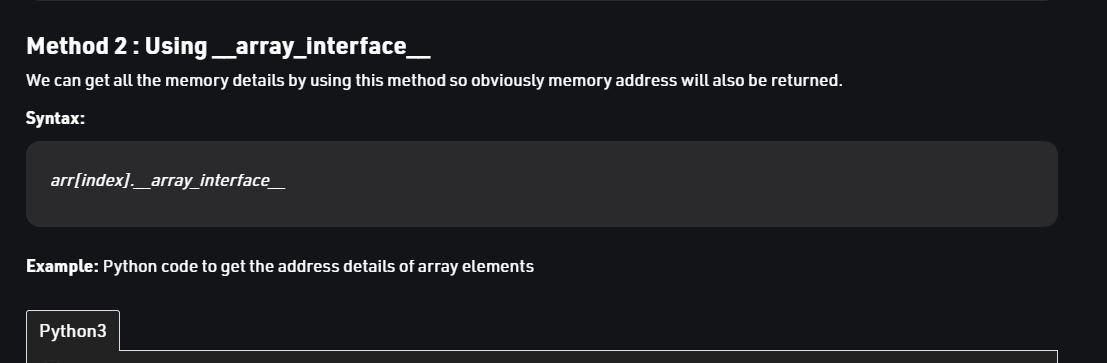 Method 2 : Using __array_interface__
We can get all the memory details by using this method so obviously memory address will also be returned.
Syntax:
arr[index].__array_interface__
Example: Python code to get the address details of array elements
Python3